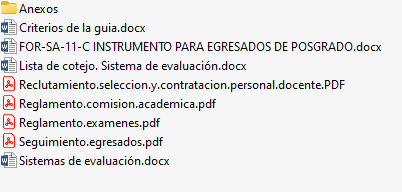 Anexos
Criterios de la guia.docx
FOR-SA-11-C INSTRUMENTO PARA EGRESADOS DE POSGRADO.docx
Lista de cotejo. Sistema de evaluación.docx
Reclutamiento.seleccion.y.contratacion.personal.docente.PDF
Reglamento.comision.academica.pdf
Reglamento.examenes.pdf
Seguimiento.egresados.pdf
Sistemas de evaluación.docx